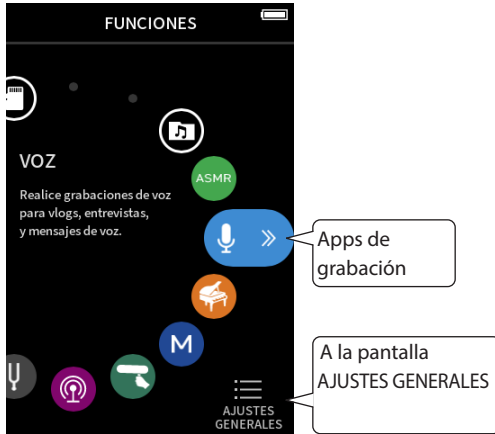 FUNCIONES
ASMR
VOZ
Realice grabaciones de voz
para vlogs, entrevistas,
y mensajes de voz.
Apps de
grabación
M
A la pantalla
AJUSTES GENERALES
AJUSTES
GENERALES